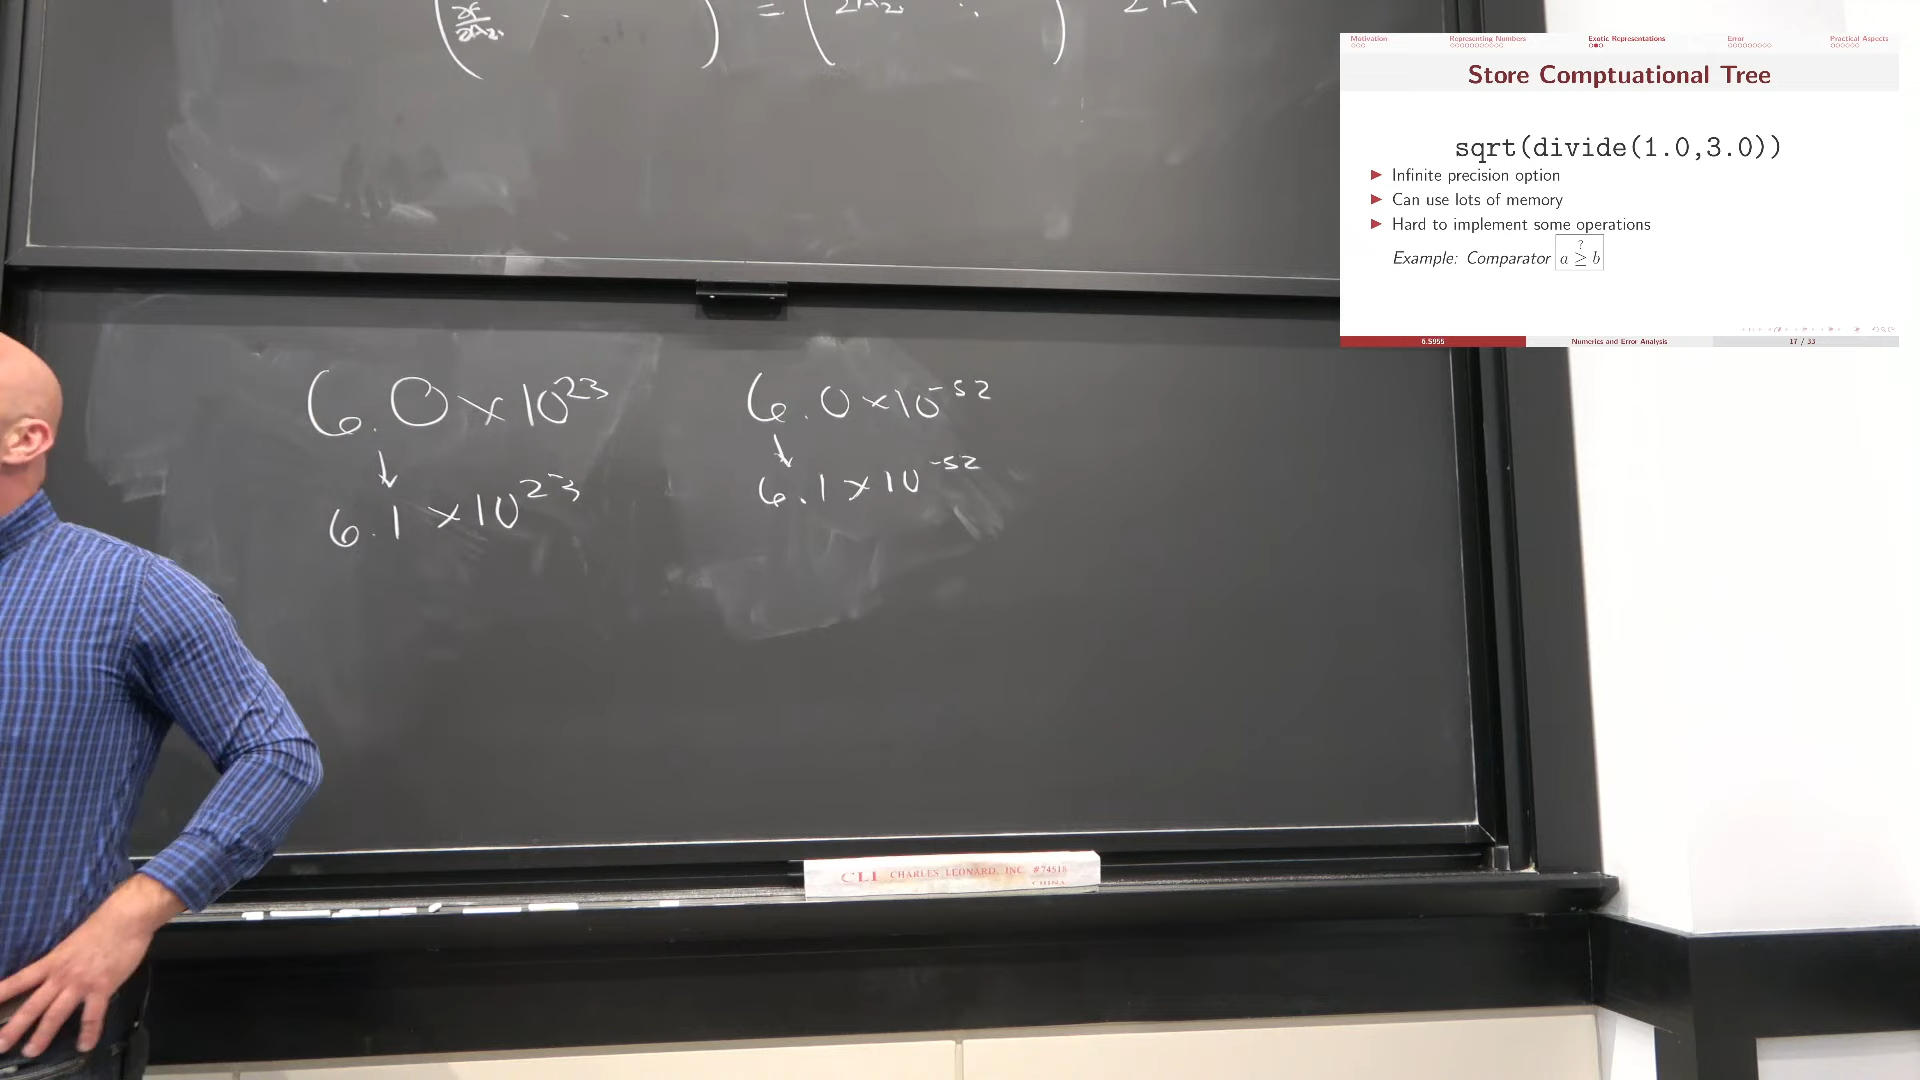 Motivation
Representing Numbers
Exotic Representations
Error
Practical Aspects
Store Comptuational Tree
sqrt(divide(1.0,3.0))
Infinite precision option
Can use lots of memory
Hard to implement some operations
Example: Comparator a ≥? b
6.S955
Numerics and Error Analysis
17 / 33
6.0 × 10²³
6.1 × 10²³
6.0 × 10⁻⁵²
6.1 × 10⁻⁵²
CLI CHARLES LEONARD, INC. #74518
CHINA